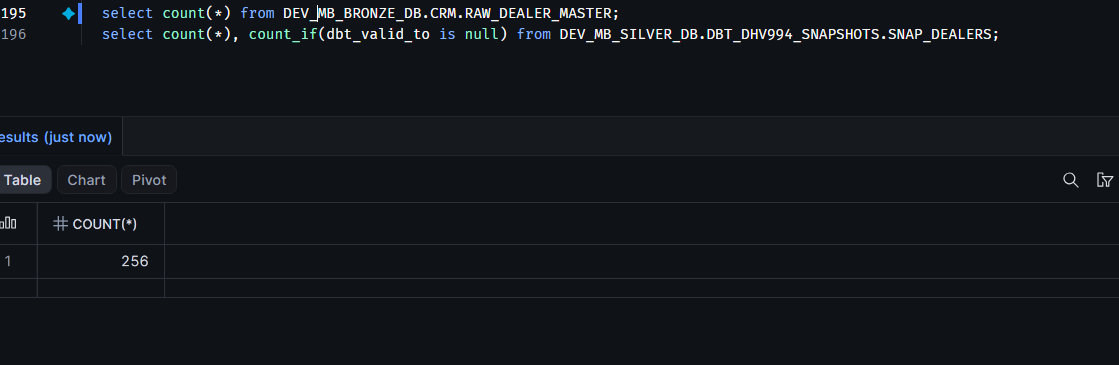 195 select count(*) from DEV_MB_BRONZE_DB.CRM.RAW_DEALER_MASTER;
196 select count(*), count_if(dbt_valid_to is null) from DEV_MB_SILVER_DB.DBT_DHV994_SNAPSHOTS.SNAP_DEALERS;
esults (just now)
Table Chart Pivot
# COUNT(*)
1 256